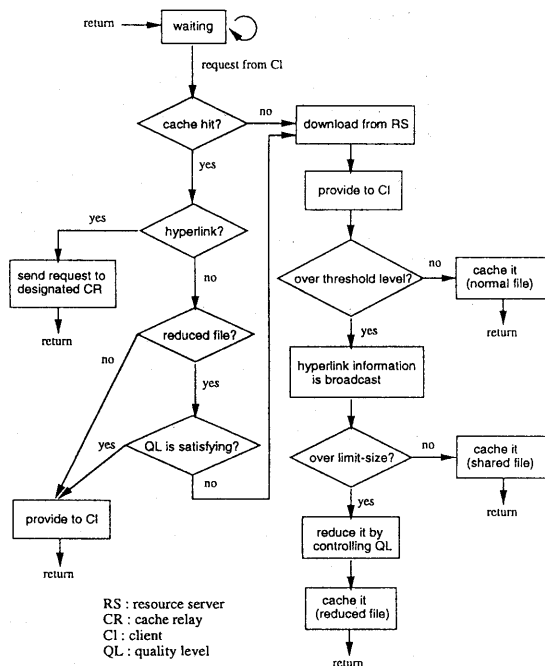 return
waiting
request from Cl
cache hit?
no
yes
download from RS
provide to Cl
hyperlink?
yes
no
send request to
designated CR
return
over threshold level?
no
yes
cache it
(normal file)
return
reduced file?
no
yes
hyperlink information
is broadcast
QL is satisfying?
yes
no
over limit-size?
no
yes
cache it
(shared file)
return
provide to Cl
return
reduce it by
controlling QL
cache it
(reduced file)
return
RS : resource server
CR : cache relay
Cl : client
QL : quality level